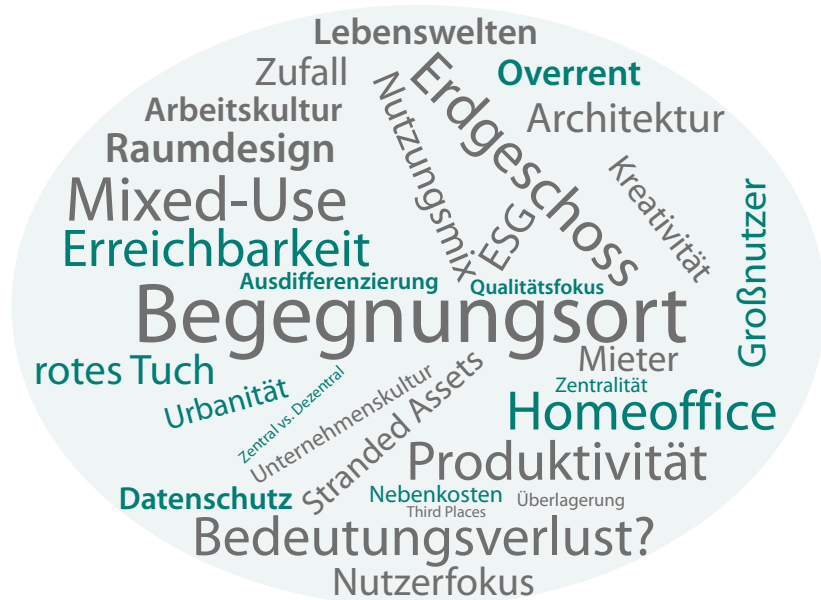 Lebenswelten
Zufall
Overrent
Erdgeschoss
Nutzungsmix
Arbeitskultur
Architektur
Raumdesign
Kreativität
Mixed-Use
Großnutzer
ESG
Erreichbarkeit
Ausdifferenzierung
Qualitätsfokus
Begegnungsort
rotes Tuch
Mieter
Urbanität
Zentral vs. Dezentral
Unternehmenskultur
Stranded Assets
Zentralität
Homeoffice
Produktivität
Datenschutz
Nebenkosten
Überlagerung
Third Places
Bedeutungsverlust?
Nutzerfokus